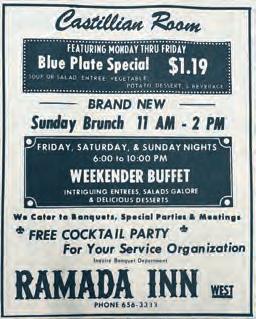 Castillian Room
FEATURING MONDAY THRU FRIDAY
Blue Plate Special $1.19
SOUP OR SALAD, ENTREE, VEGETABLE
POTATO, DESSERT, & BEVERAGE
BRAND NEW
Sunday Brunch 11 AM - 2 PM
FRIDAY, SATURDAY, & SUNDAY NIGHTS
6:00 to 10:00 PM
WEEKENDER BUFFET
INTRIGUING ENTREES, SALADS GALORE
& DELICIOUS DESSERTS
We Cater to Banquets, Special Parties & Meetings
* FREE COCKTAIL PARTY *
For Your Service Organization
Inquire Banquet Department
RAMADA INN WEST
PHONE 656-3333